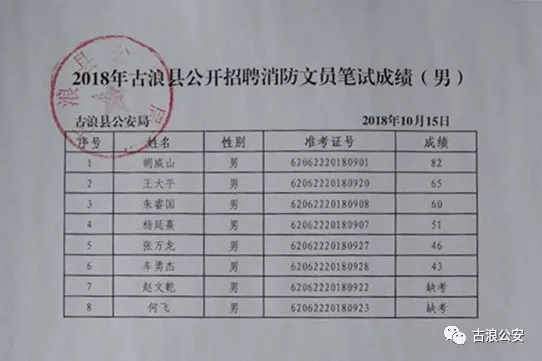 2018年古浪县公开招聘消防文员笔试成绩（男）
古浪县公安局 2018年10月15日
序号 姓名 性别 准考证号 成绩
1 胡威山 男 62062220180901 82
2 王大平 男 62062220180920 65
3 朱睿国 男 62062220180908 60
4 杨延熹 男 62062220180907 51
5 张万龙 男 62062220180927 46
6 车勇杰 男 62062220180928 43
7 赵文乾 男 62062220180922 缺考
8 何飞 男 62062220180923 缺考
古浪公安